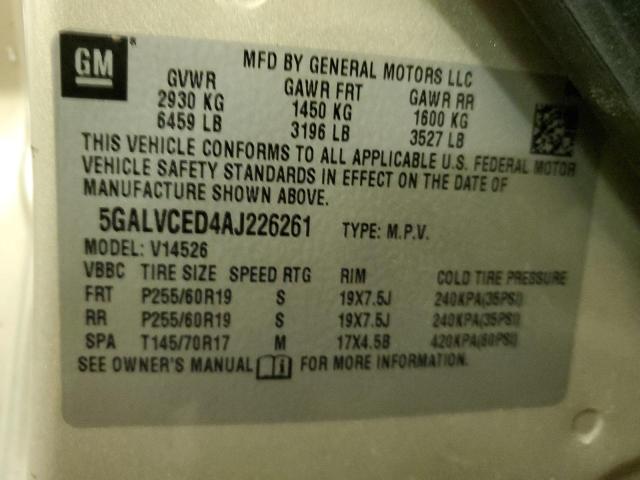 GM
MFD BY GENERAL MOTORS LLC
GVWR GAWR FRT GAWR RR
2930 KG 1450 KG 1600 KG
6459 LB 3196 LB 3527 LB
THIS VEHICLE CONFORMS TO ALL APPLICABLE U.S. FEDERAL MOTOR
VEHICLE SAFETY STANDARDS IN EFFECT ON THE DATE OF
MANUFACTURE SHOWN ABOVE.
5GALVCED4AJ226261 TYPE: M.P.V.
MODEL: V14526
VBBC TIRE SIZE SPEED RTG RIM COLD TIRE PRESSURE
FRT P255/60R19 S 19X7.5J 240KPA(35PSI)
RR P255/60R19 S 19X7.5J 240KPA(35PSI)
SPA T145/70R17 M 17X4.5B 420KPA(60PSI)
SEE OWNER'S MANUAL i FOR MORE INFORMATION.